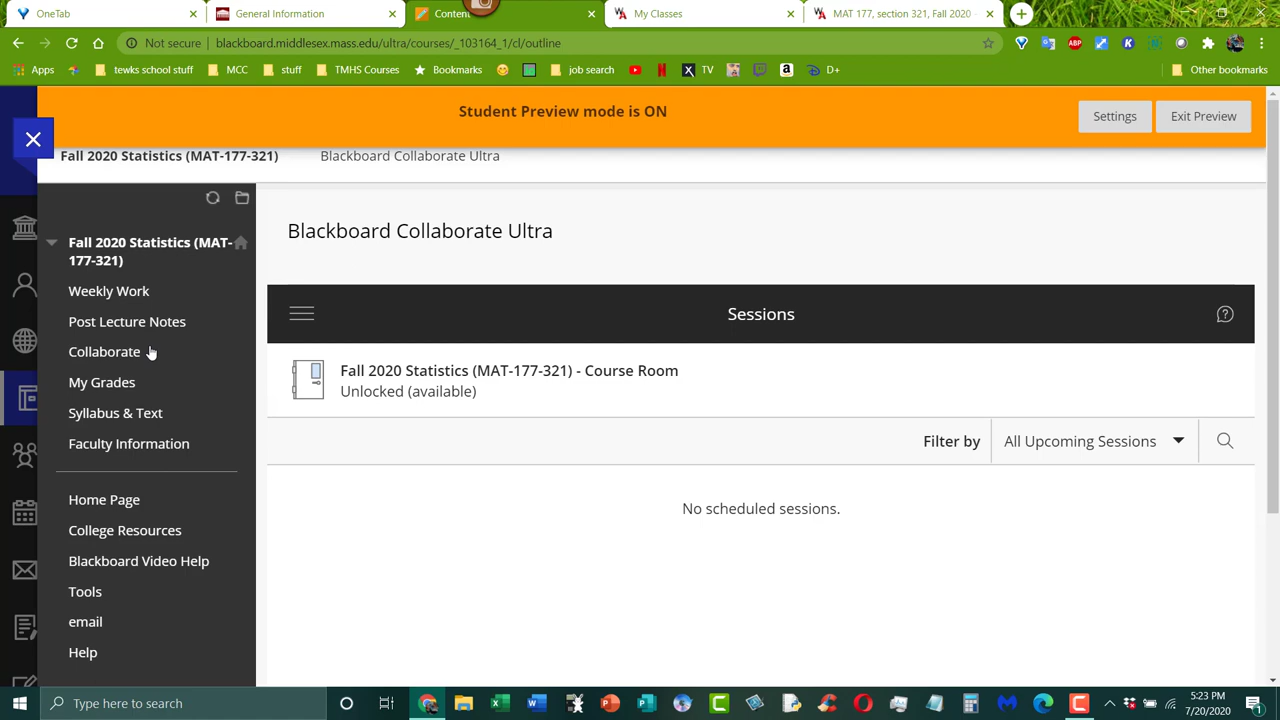 OneTab
General Information
Content
My Classes
MAT 177, section 321, Fall 2020
Not secure
blackboard.middlesex.mass.edu/ultra/courses/_103164_1/cl/outline
ABP
Apps
tewks school stuff
MCC
stuff
TMHS Courses
Bookmarks
job search
TV
D+
Other bookmarks
Student Preview mode is ON
Settings
Exit Preview
Fall 2020 Statistics (MAT-177-321)
Blackboard Collaborate Ultra
Fall 2020 Statistics (MAT-
177-321)
Weekly Work
Post Lecture Notes
Collaborate
My Grades
Syllabus & Text
Faculty Information
Home Page
College Resources
Blackboard Video Help
Tools
email
Help
Blackboard Collaborate Ultra
Sessions
Fall 2020 Statistics (MAT-177-321) - Course Room
Unlocked (available)
Filter by
All Upcoming Sessions
No scheduled sessions.
Type here to search
5:23 PM
7/20/2020